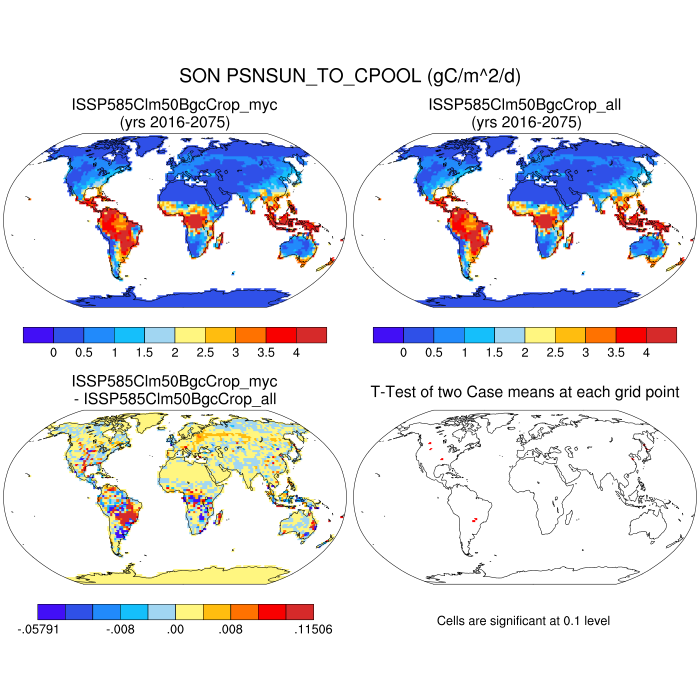 SON PSNSUN_TO_CPOOL (gC/m^2/d)
ISSP585Clm50BgcCrop_myc
(yrs 2016-2075)
ISSP585Clm50BgcCrop_all
(yrs 2016-2075)
0 0.5 1 1.5 2 2.5 3 3.5 4
0 0.5 1 1.5 2 2.5 3 3.5 4
ISSP585Clm50BgcCrop_myc
- ISSP585Clm50BgcCrop_all
T-Test of two Case means at each grid point
-.05791 -.008 .00 .008 .11506
Cells are significant at 0.1 level